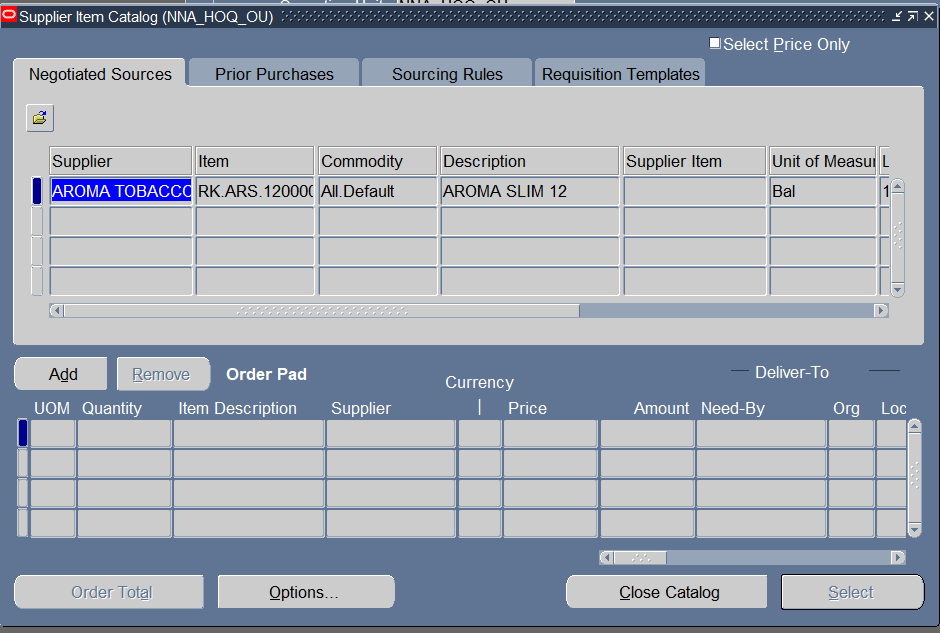 Supplier Item Catalog (NNA_HOQ_OU)
Select Price Only
Negotiated Sources Prior Purchases Sourcing Rules Requisition Templates
Supplier Item Commodity Description Supplier Item Unit of Measur L
AROMA TOBACCO RK.ARS.12000 All.Default AROMA SLIM 12 Bal 1
Add Remove Order Pad Currency Deliver-To
UOM Quantity Item Description Supplier | Price Amount Need-By Org Loc
Order Total Options... Close Catalog Select